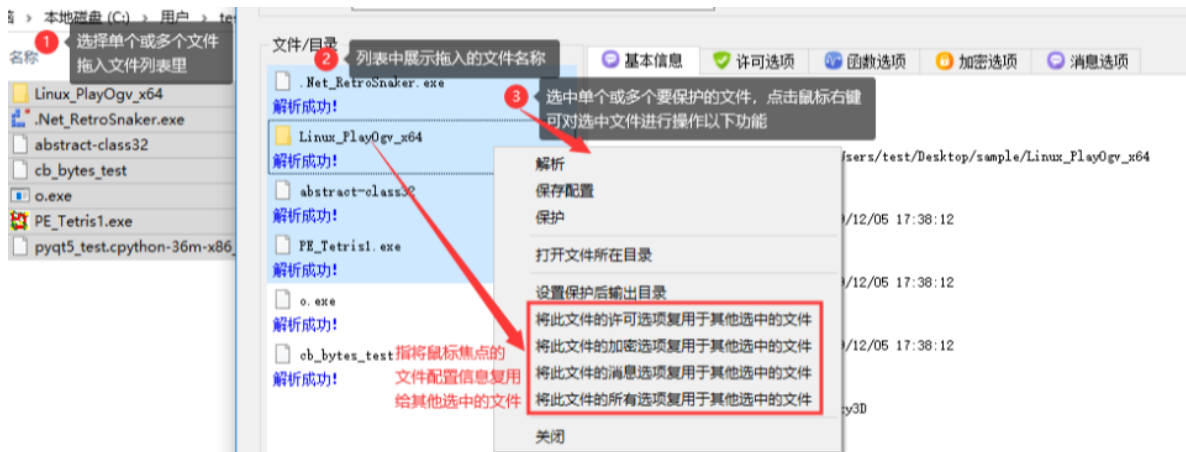 › 本地磁盘 (C:) › 用户 › te
名称
1 选择单个或多个文件
拖入文件列表里
Linux_PlayOgv_x64
.Net_RetroSnaker.exe
abstract-class32
cb_bytes_test
o.exe
PE_Tetris1.exe
pyqt5_test.cpython-36m-x86_
文件/目录
2 列表中展示拖入的文件名称
.Net_RetroSnaker.exe
解析成功!
Linux_PlayOgv_x64
解析成功!
abstract-class32
解析成功!
PE_Tetris1.exe
解析成功!
o.exe
解析成功!
cb_bytes_test
解析成功!
指将鼠标焦点的
文件配置信息复用
给其他选中的文件
基本信息 许可选项 函数选项 加密选项 消息选项
3 选中单个或多个要保护的文件，点击鼠标右键
可对选中文件进行操作以下功能
解析
保存配置
保护
打开文件所在目录
设置保护后输出目录
将此文件的许可选项复用于其他选中的文件
将此文件的加密选项复用于其他选中的文件
将此文件的消息选项复用于其他选中的文件
将此文件的所有选项复用于其他选中的文件
关闭
sers/test/Desktop/sample/Linux_PlayOgv_x64
/12/05 17:38:12
/12/05 17:38:12
/12/05 17:38:12
y3D